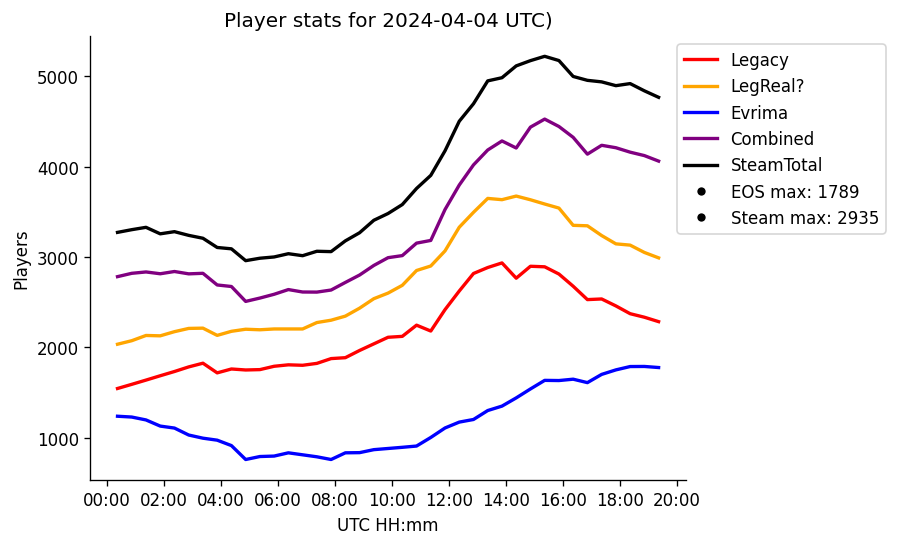 Player stats for 2024-04-04 UTC)
Legacy
LegReal?
Evrima
Combined
SteamTotal
EOS max: 1789
Steam max: 2935
Players
5000
4000
3000
2000
1000
00:00 02:00 04:00 06:00 08:00 10:00 12:00 14:00 16:00 18:00 20:00
UTC HH:mm